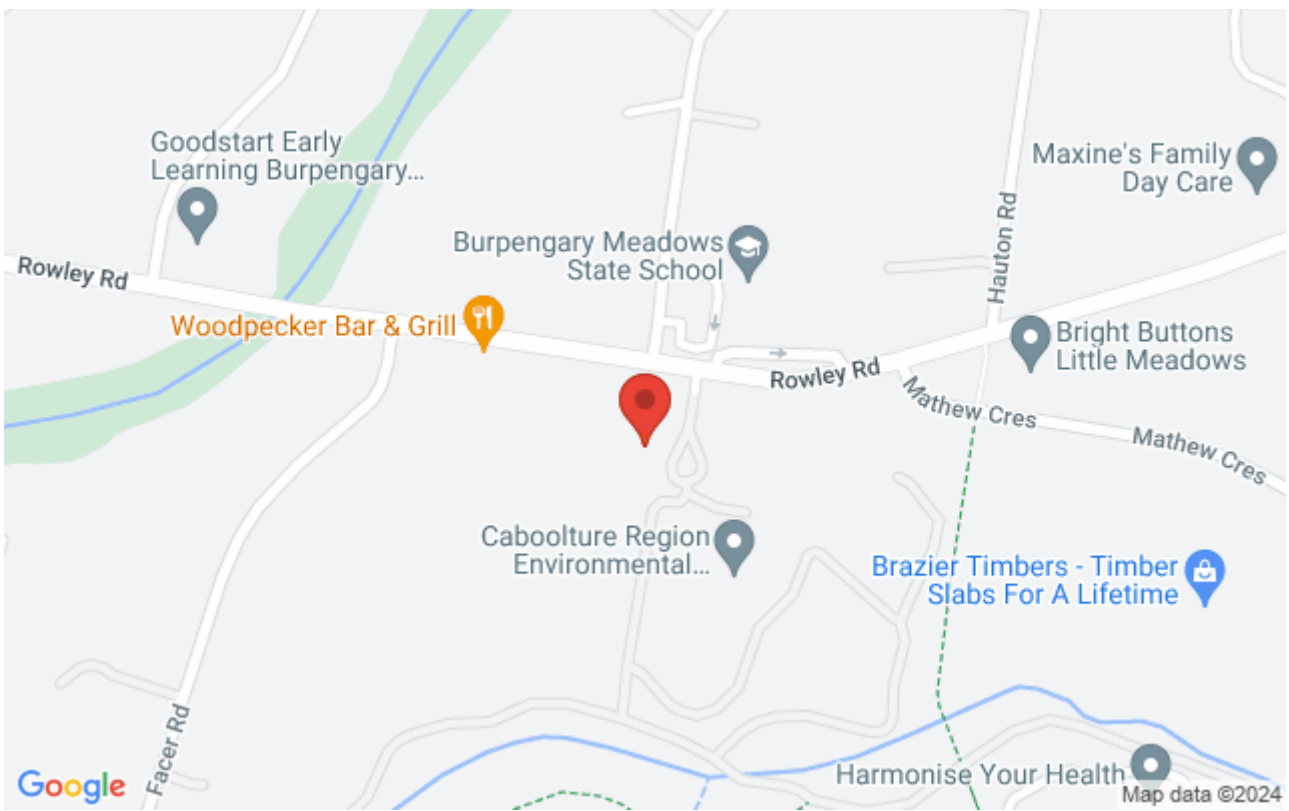 Goodstart Early
Learning Burpengary...
Maxine's Family
Day Care
Burpengary Meadows
State School
Hauton Rd
Rowley Rd
Woodpecker Bar & Grill
Bright Buttons
Little Meadows
Rowley Rd
Mathew Cres
Mathew Cres
Caboolture Region
Environmental...
Brazier Timbers - Timber
Slabs For A Lifetime
Facer Rd
Harmonise Your Health
Google
Map data ©2024